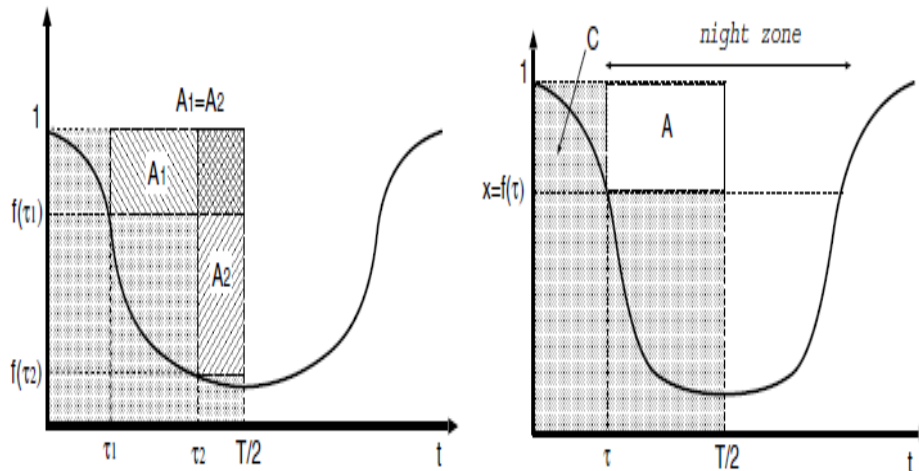 A1=A2
1
A1
f(τ1)
A2
f(τ2)
τ1 τ2 T/2 t
night zone
C
1
A
x=f(τ)
τ T/2 t